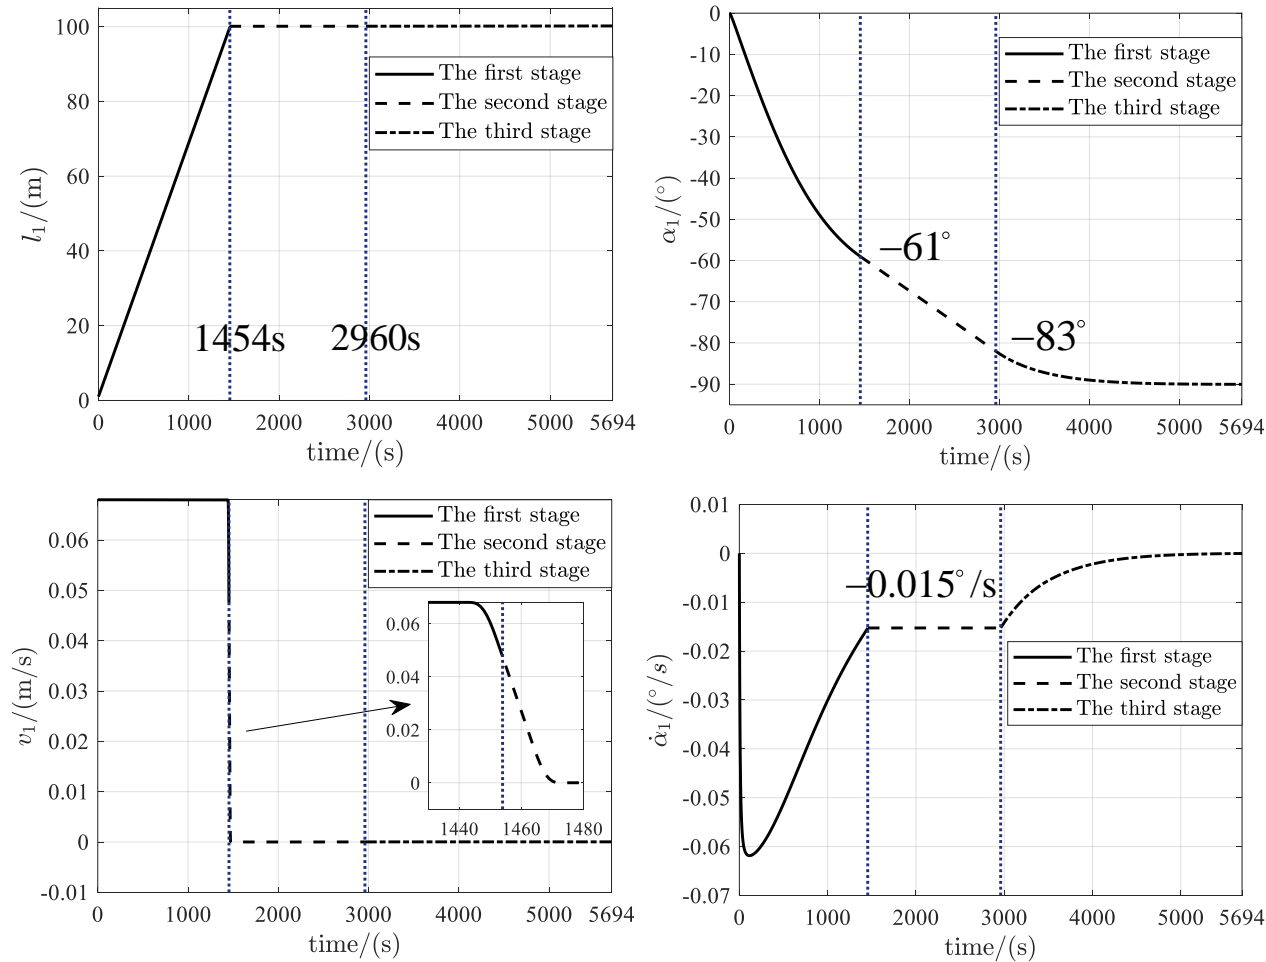 l₁/(m)
100
80
60
40
20
0
The first stage
The second stage
The third stage
1454s 2960s
0 1000 2000 3000 4000 5000 5694
time/(s)
α₁/(°)
0
-10
-20
-30
-40
-50
-60
-70
-80
-90
The first stage
The second stage
The third stage
−61°
−83°
0 1000 2000 3000 4000 5000 5694
time/(s)
v₁/(m/s)
0.06
0.05
0.04
0.03
0.02
0.01
0
-0.01
The first stage
The second stage
The third stage
0.06
0.04
0.02
0
1440 1460 1480
0 1000 2000 3000 4000 5000 5694
time/(s)
α̇₁/(°/s)
0.01
0
-0.01
-0.02
-0.03
-0.04
-0.05
-0.06
-0.07
−0.015°/s
The first stage
The second stage
The third stage
0 1000 2000 3000 4000 5000 5694
time/(s)